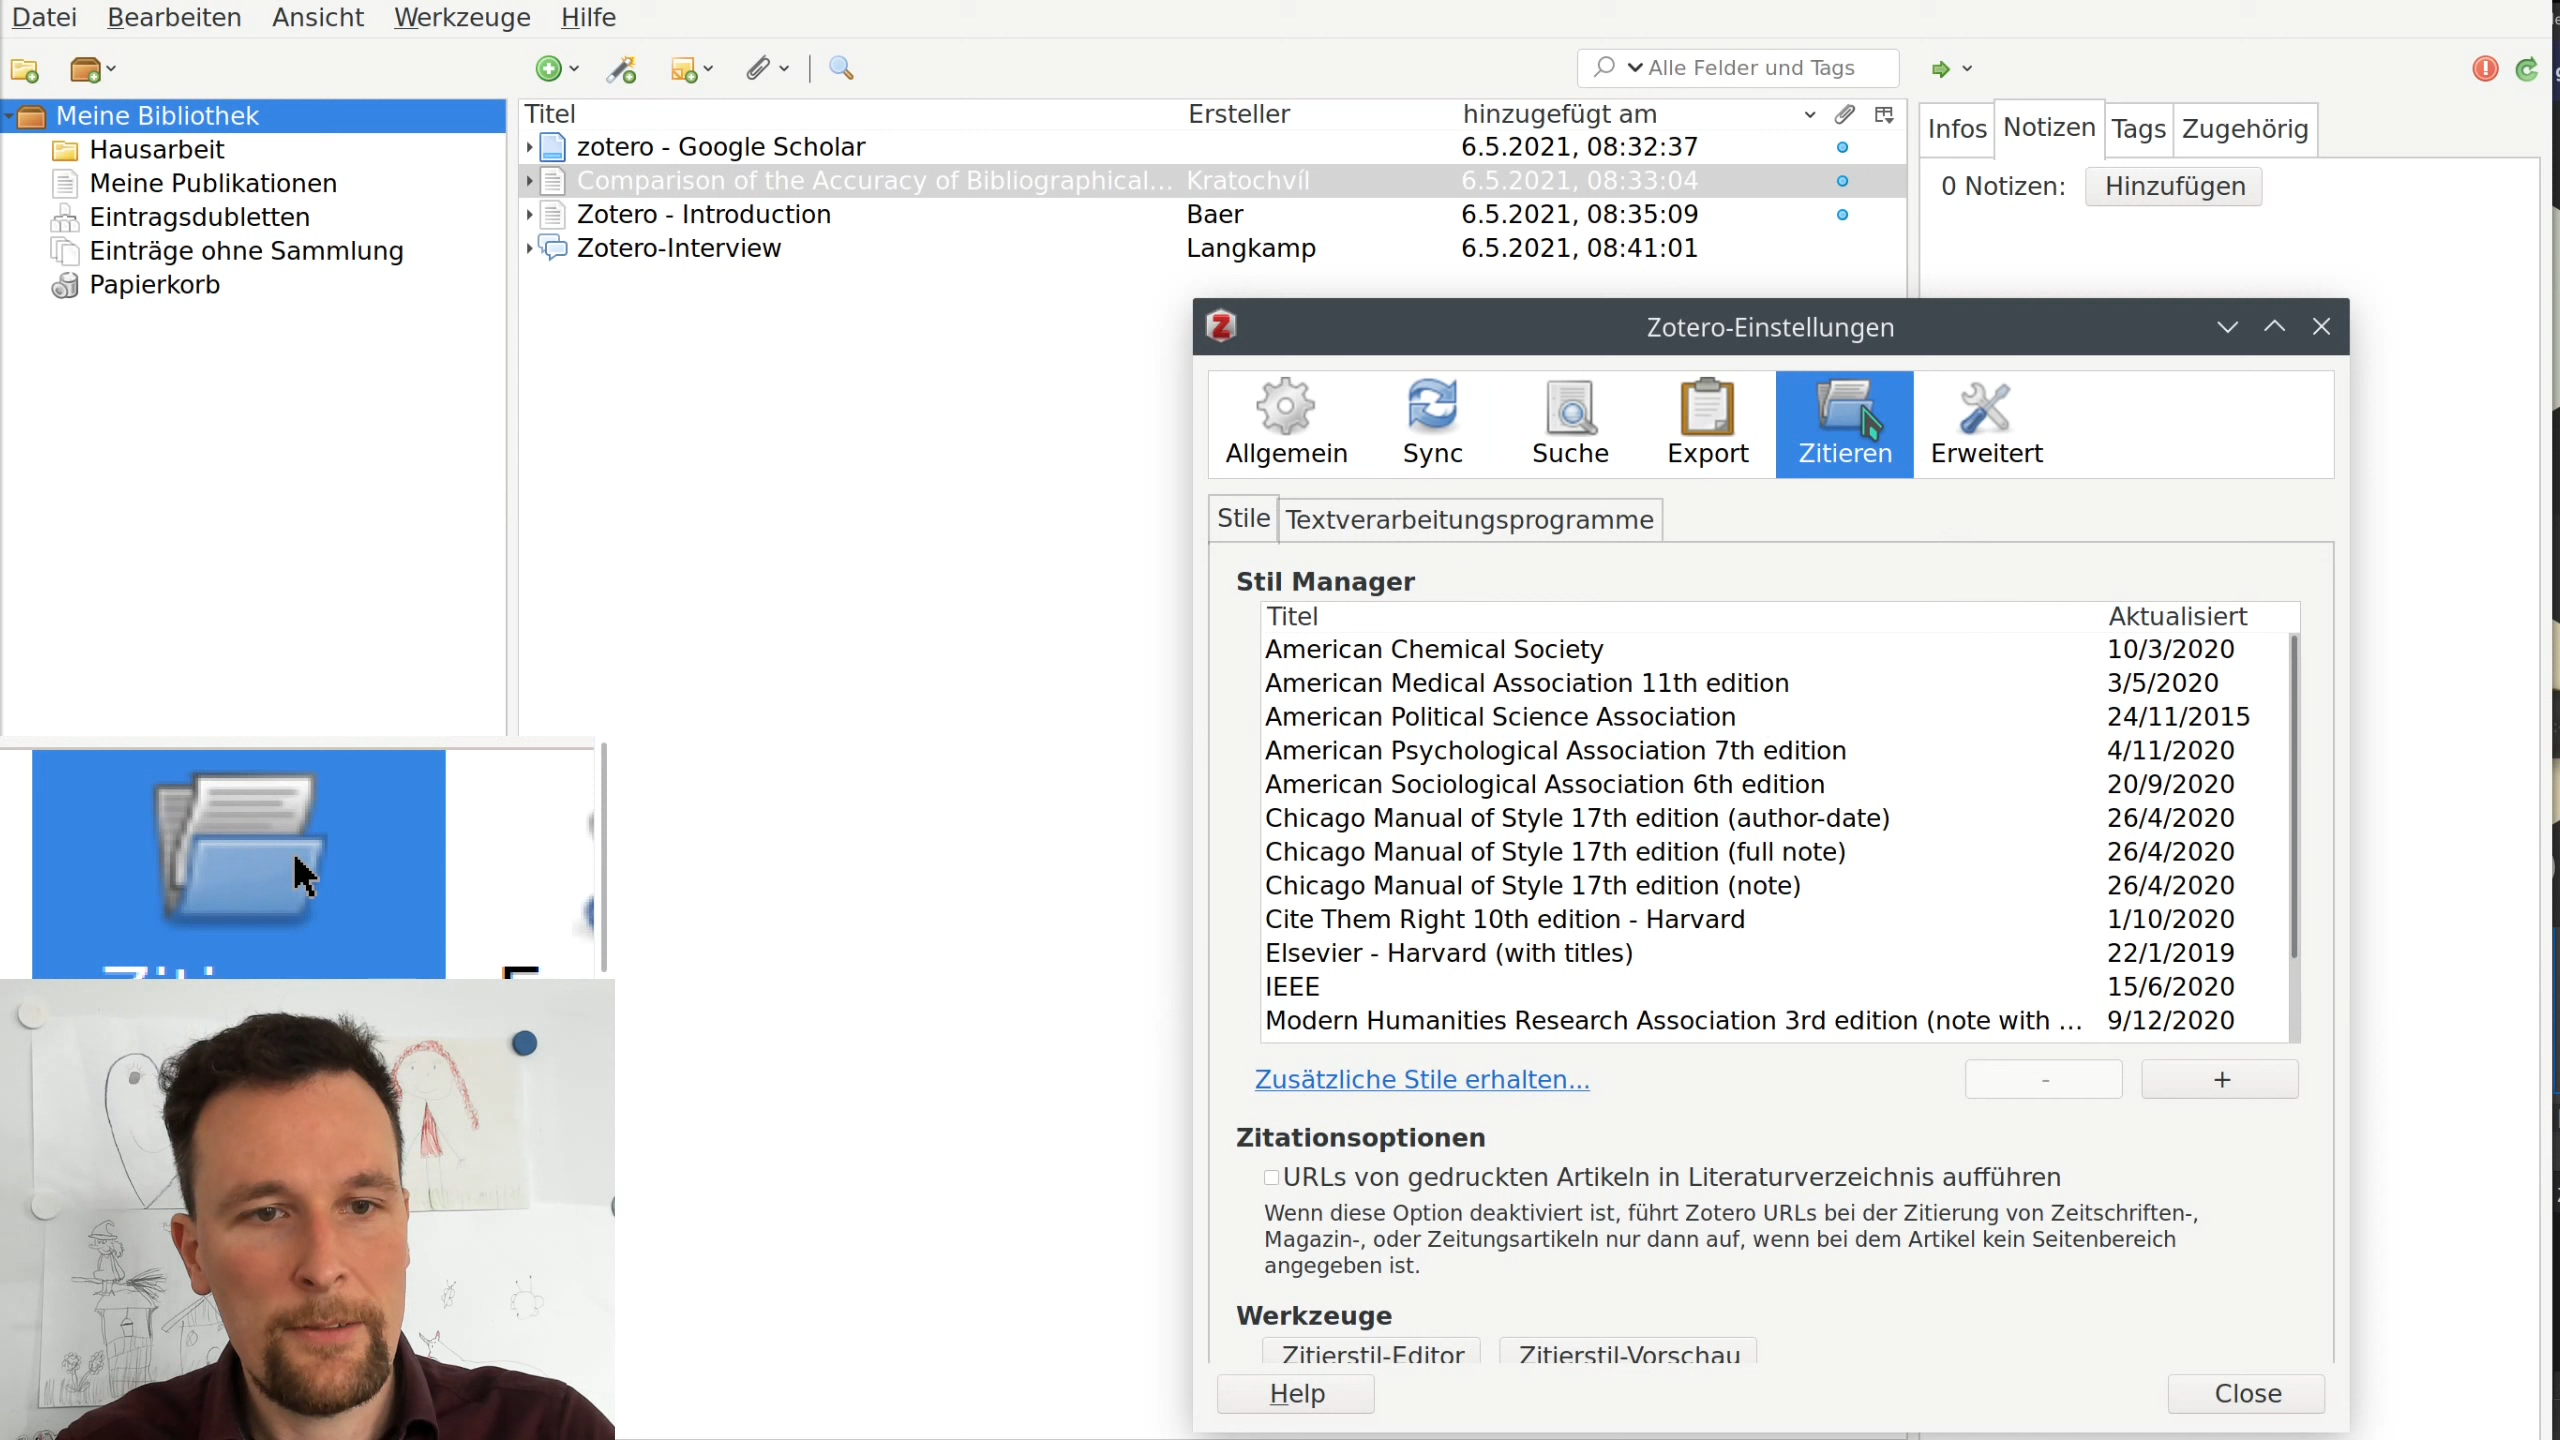 Datei Bearbeiten Ansicht Werkzeuge Hilfe
Alle Felder und Tags
Meine Bibliothek
Hausarbeit
Meine Publikationen
Eintragsdubletten
Einträge ohne Sammlung
Papierkorb
Titel Ersteller hinzugefügt am
zotero - Google Scholar 6.5.2021, 08:32:37
Comparison of the Accuracy of Bibliographical... Kratochvíl 6.5.2021, 08:33:04
Zotero - Introduction Baer 6.5.2021, 08:35:09
Zotero-Interview Langkamp 6.5.2021, 08:41:01
Infos Notizen Tags Zugehörig
0 Notizen: Hinzufügen
Zotero-Einstellungen
Allgemein Sync Suche Export Zitieren Erweitert
Stile Textverarbeitungsprogramme
Stil Manager
Titel Aktualisiert
American Chemical Society 10/3/2020
American Medical Association 11th edition 3/5/2020
American Political Science Association 24/11/2015
American Psychological Association 7th edition 4/11/2020
American Sociological Association 6th edition 20/9/2020
Chicago Manual of Style 17th edition (author-date) 26/4/2020
Chicago Manual of Style 17th edition (full note) 26/4/2020
Chicago Manual of Style 17th edition (note) 26/4/2020
Cite Them Right 10th edition - Harvard 1/10/2020
Elsevier - Harvard (with titles) 22/1/2019
IEEE 15/6/2020
Modern Humanities Research Association 3rd edition (note with ... 9/12/2020
Zusätzliche Stile erhalten...
- +
Zitationsoptionen
URLs von gedruckten Artikeln in Literaturverzeichnis aufführen
Wenn diese Option deaktiviert ist, führt Zotero URLs bei der Zitierung von Zeitschriften-,
Magazin-, oder Zeitungsartikeln nur dann auf, wenn bei dem Artikel kein Seitenbereich
angegeben ist.
Werkzeuge
Zitierstil-Editor Zitierstil-Vorschau
Help Close